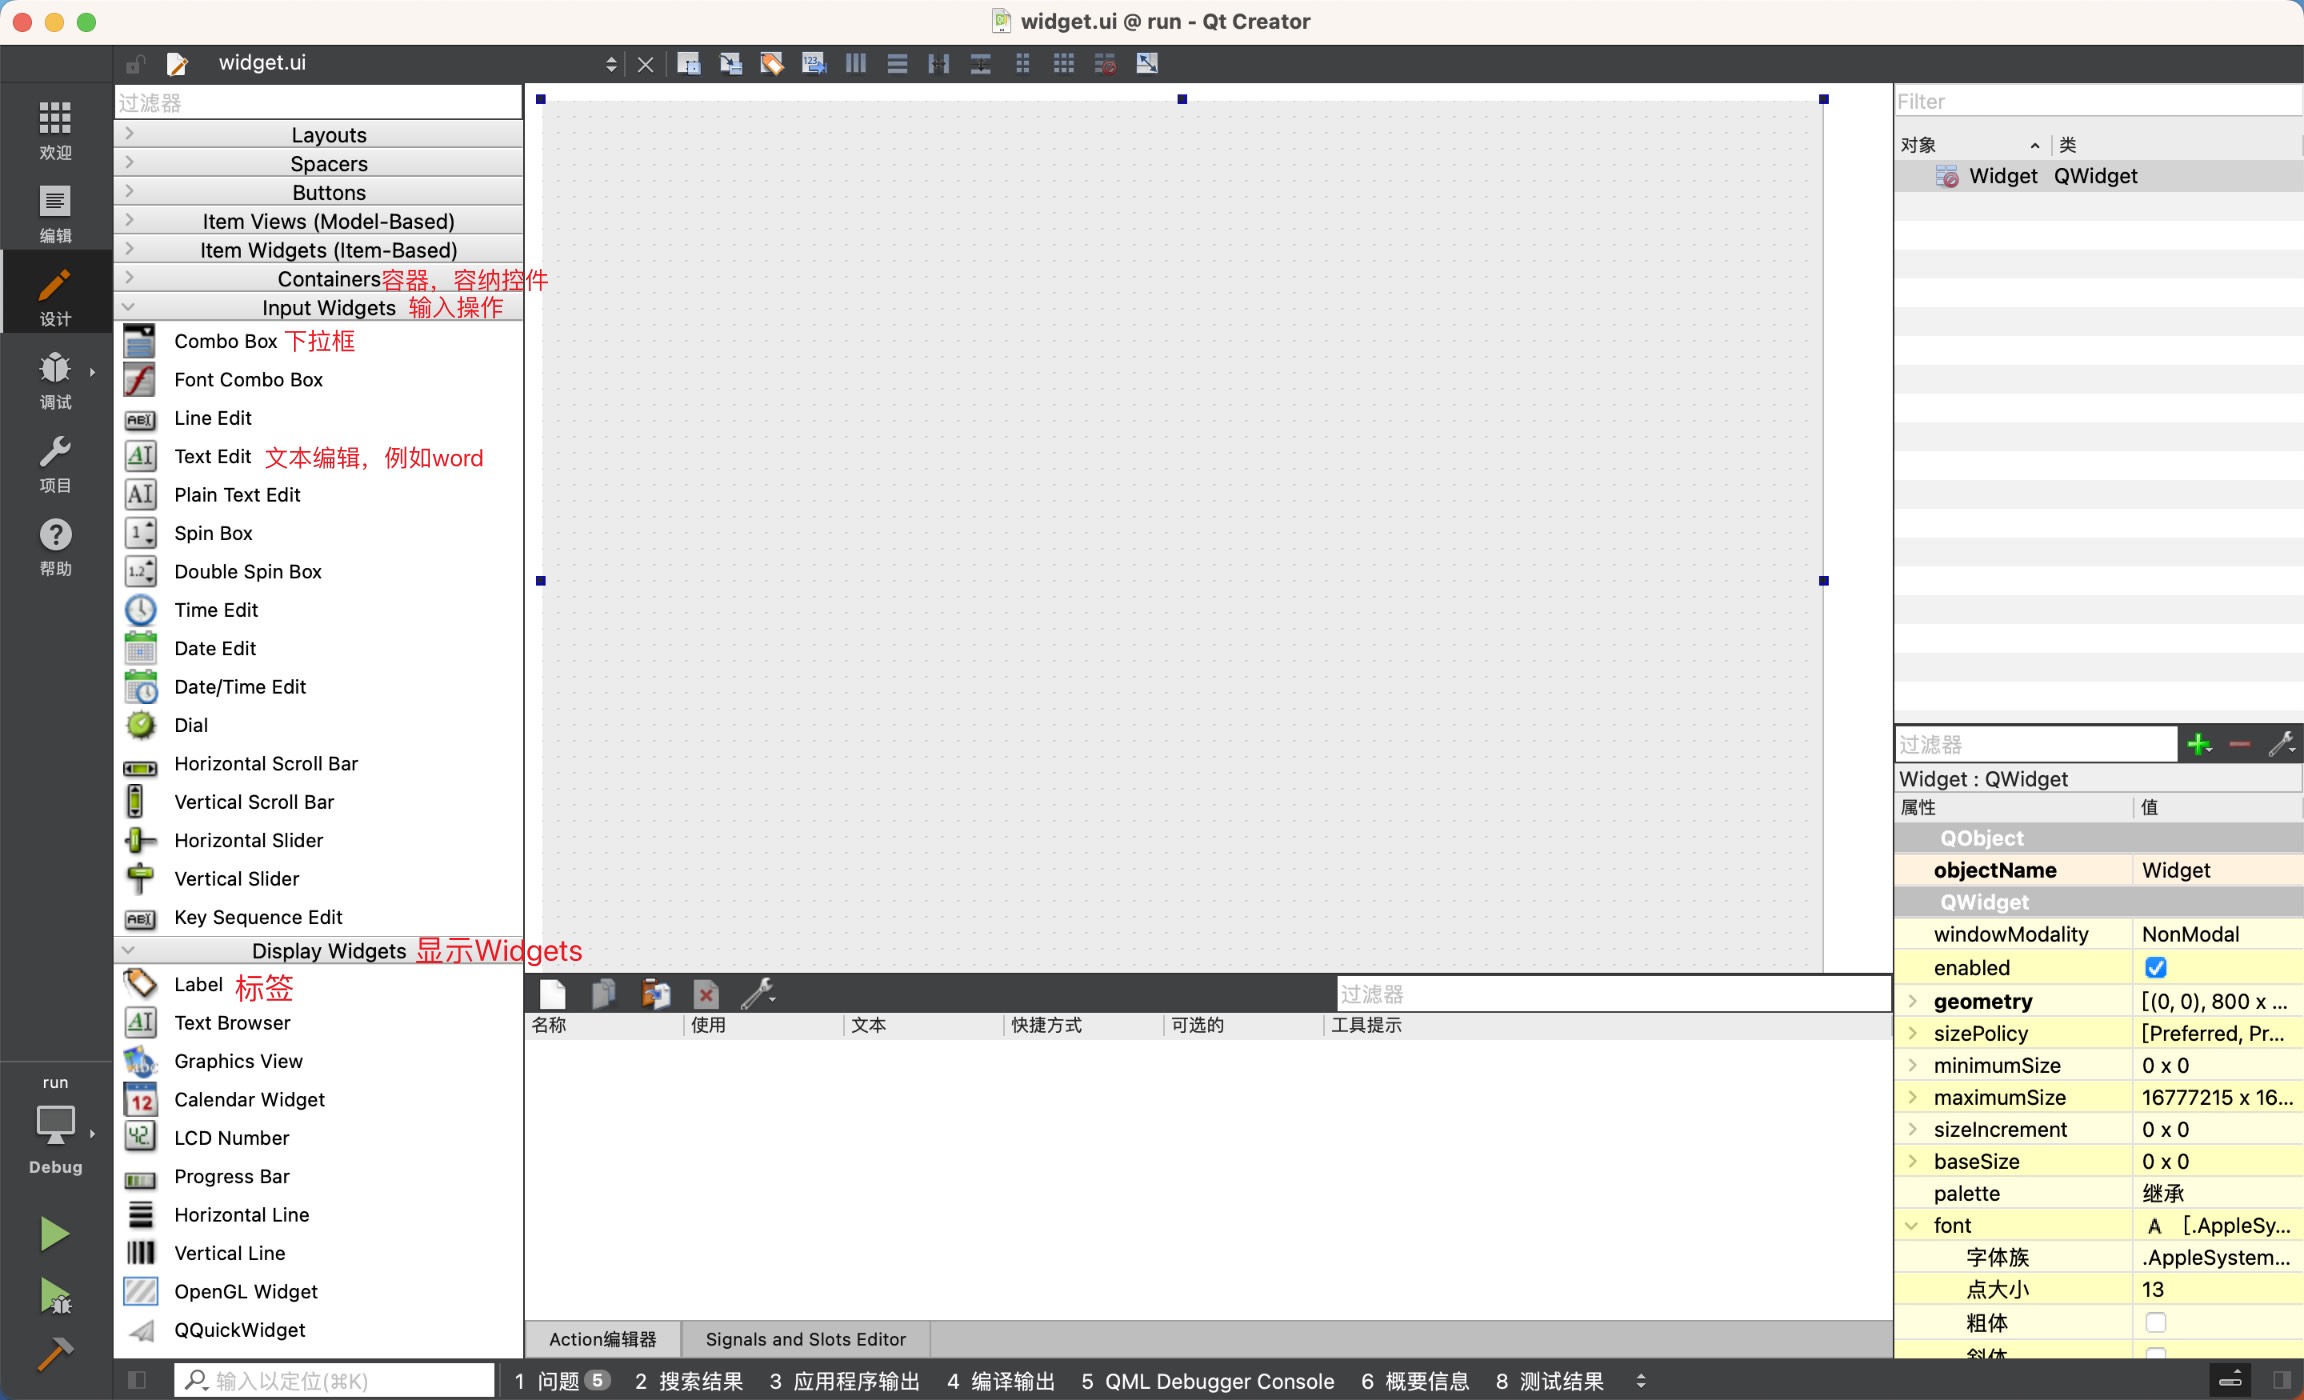 widget.ui @ run - Qt Creator
widget.ui
欢迎
编辑
设计
调试
项目
帮助
run
Debug
过滤器
Layouts
Spacers
Buttons
Item Views (Model-Based)
Item Widgets (Item-Based)
Containers容器，容纳控件
Input Widgets 输入操作
Combo Box 下拉框
Font Combo Box
Line Edit
Text Edit 文本编辑，例如word
Plain Text Edit
Spin Box
Double Spin Box
Time Edit
Date Edit
Date/Time Edit
Dial
Horizontal Scroll Bar
Vertical Scroll Bar
Horizontal Slider
Vertical Slider
Key Sequence Edit
Display Widgets 显示Widgets
Label 标签
Text Browser
Graphics View
Calendar Widget
LCD Number
Progress Bar
Horizontal Line
Vertical Line
OpenGL Widget
QQuickWidget
过滤器
名称 使用 文本 快捷方式 可选的 工具提示
Action编辑器 Signals and Slots Editor
Filter
对象 类
Widget QWidget
过滤器
Widget : QWidget
属性 值
QObject
objectName Widget
QWidget
windowModality NonModal
enabled
geometry [(0, 0), 800 x ...
sizePolicy [Preferred, Pr...
minimumSize 0 x 0
maximumSize 16777215 x 16...
sizeIncrement 0 x 0
baseSize 0 x 0
palette 继承
font A [.AppleSy...
字体族 .AppleSystem...
点大小 13
粗体
斜体
输入以定位(⌘K) 1 问题 5 2 搜索结果 3 应用程序输出 4 编译输出 5 QML Debugger Console 6 概要信息 8 测试结果